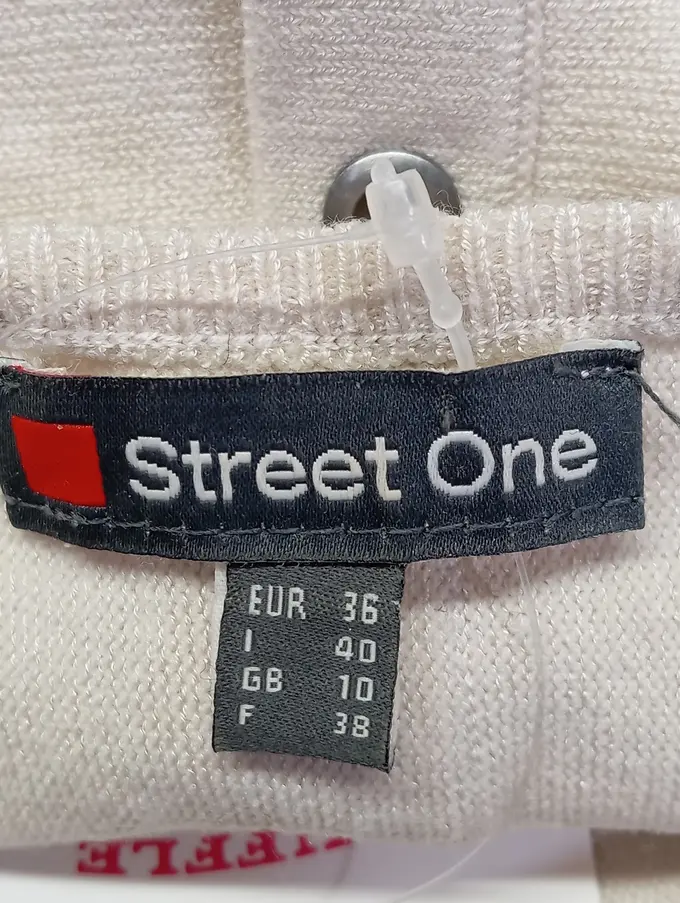 Street One
EUR 36
I 40
GB 10
F 38